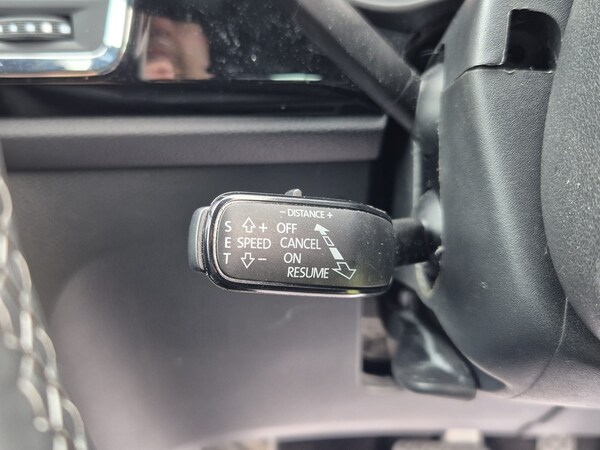 − DISTANCE +
S + OFF
E SPEED CANCEL
T − ON
RESUME